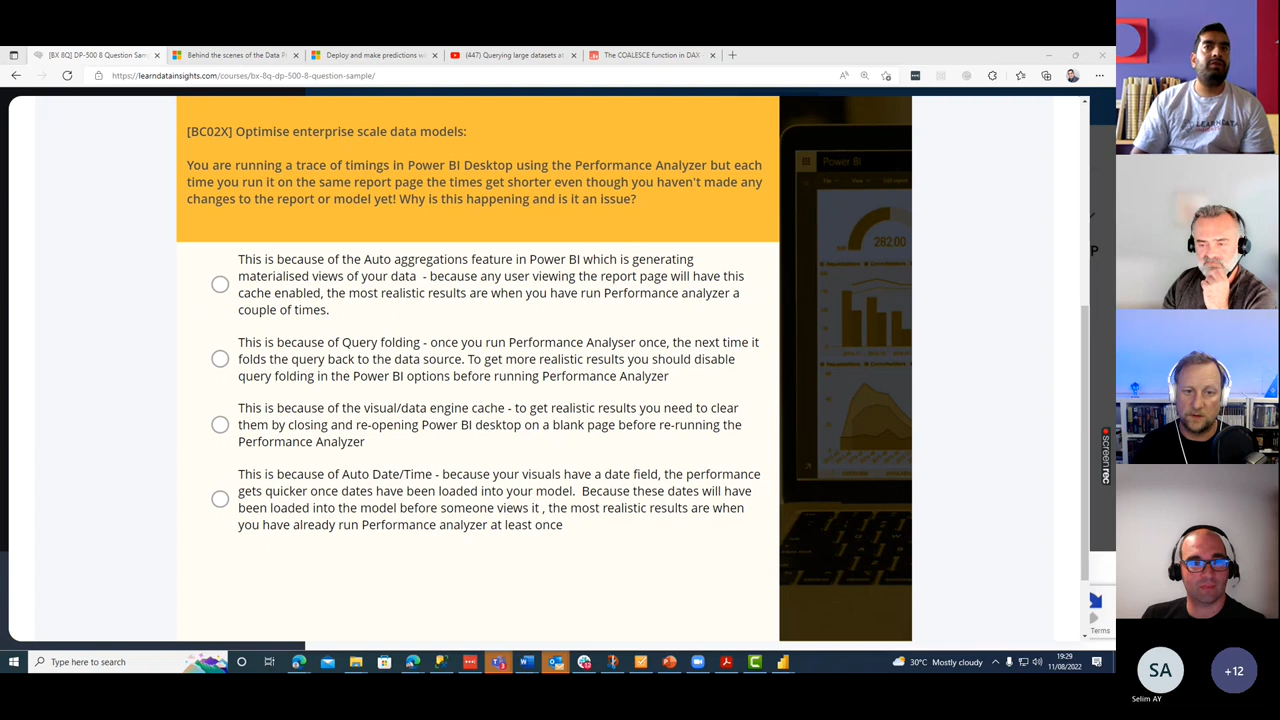 [BX 8Q] DP-500 8 Question Sam
Behind the scenes of the Data P
Deploy and make predictions w
(447) Querying large datasets a
The COALESCE function in DAX
https://learndatainsights.com/courses/bx-8q-dp-500-8-question-sample/
[BC02X] Optimise enterprise scale data models:
You are running a trace of timings in Power BI Desktop using the Performance Analyzer but each
time you run it on the same report page the times get shorter even though you haven't made any
changes to the report or model yet! Why is this happening and is it an issue?
This is because of the Auto aggregations feature in Power BI which is generating
materialised views of your data - because any user viewing the report page will have this
cache enabled, the most realistic results are when you have run Performance analyzer a
couple of times.
This is because of Query folding - once you run Performance Analyser once, the next time it
folds the query back to the data source. To get more realistic results you should disable
query folding in the Power BI options before running Performance Analyzer
This is because of the visual/data engine cache - to get realistic results you need to clear
them by closing and re-opening Power BI desktop on a blank page before re-running the
Performance Analyzer
This is because of Auto Date/Time - because your visuals have a date field, the performance
gets quicker once dates have been loaded into your model. Because these dates will have
been loaded into the model before someone views it , the most realistic results are when
you have already run Performance analyzer at least once
Power BI
282.00
screenrec
Terms
Type here to search
30°C Mostly cloudy
19:29
11/08/2022
SA
Selim AY
+12